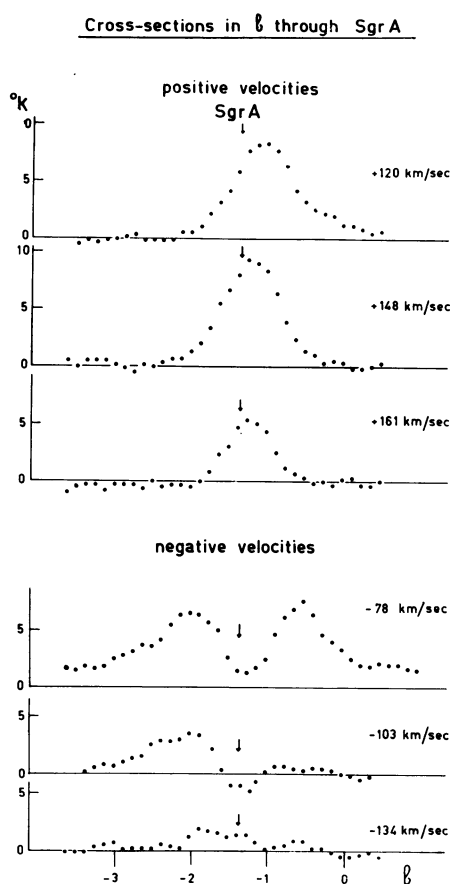 Cross-sections in ℓ through Sgr A
positive velocities
°K
Sgr A
0
+120 km/sec
5
0
10
+148 km/sec
5
0
+161 km/sec
5
0
negative velocities
-78 km/sec
5
0
5
-103 km/sec
0
5
-134 km/sec
0
-3 -2 -1 0 ℓ